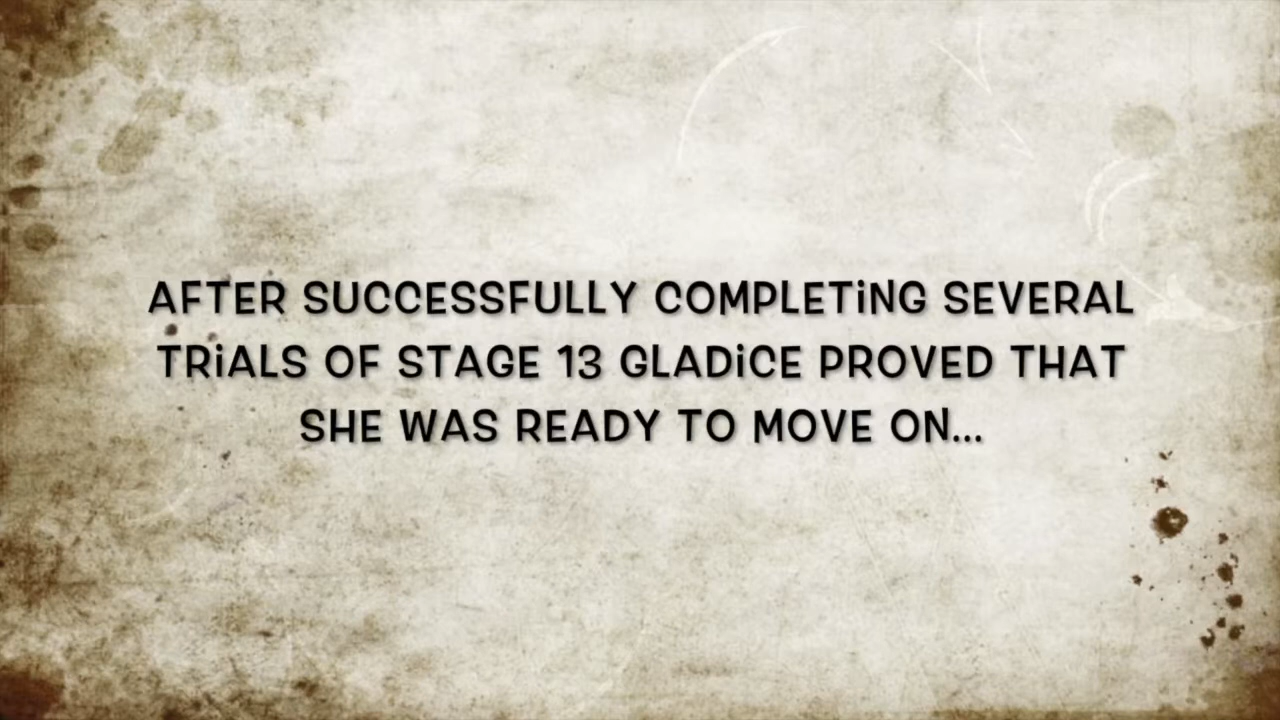 AFTER SUCCESSFULLY COMPLETiNG SEVERAL
TRiALS OF STAGE 13 GLADiCE PROVED THAT
SHE WAS READY TO MOVE ON...